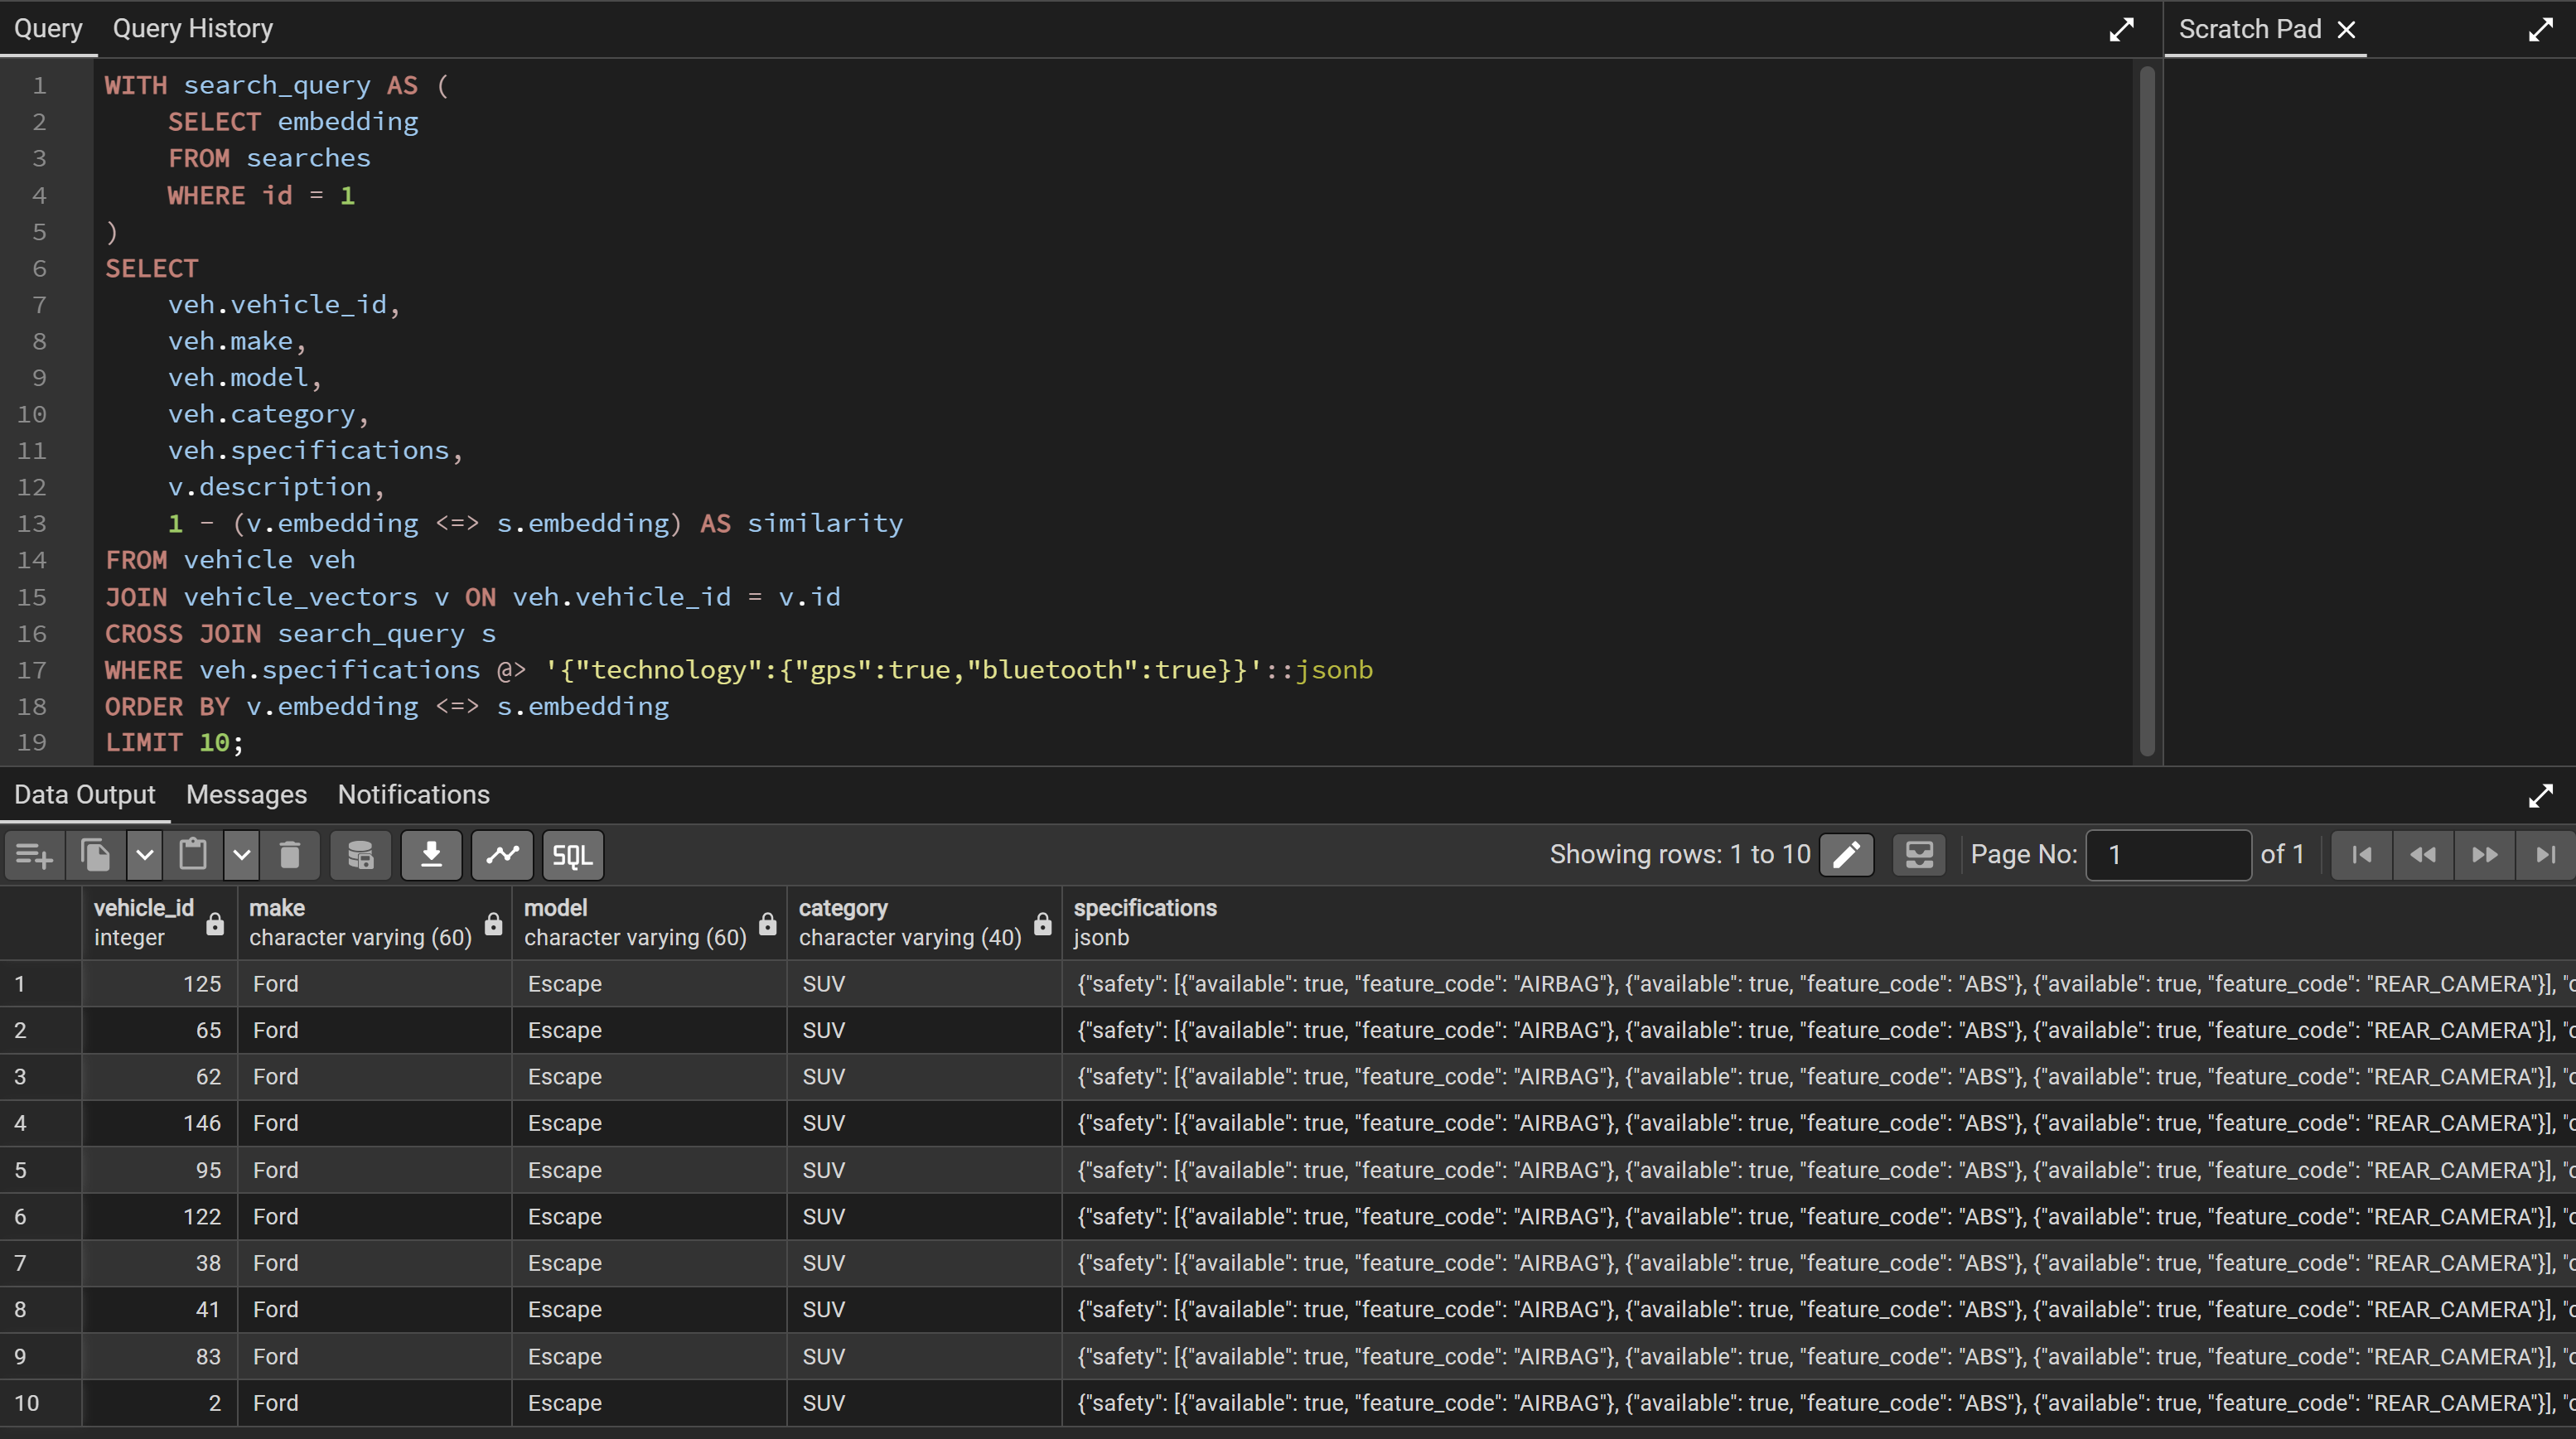 Query Query History Scratch Pad
1 WITH search_query AS (
2 SELECT embedding
3 FROM searches
4 WHERE id = 1
5 )
6 SELECT
7 veh.vehicle_id,
8 veh.make,
9 veh.model,
10 veh.category,
11 veh.specifications,
12 v.description,
13 1 - (v.embedding <=> s.embedding) AS similarity
14 FROM vehicle veh
15 JOIN vehicle_vectors v ON veh.vehicle_id = v.id
16 CROSS JOIN search_query s
17 WHERE veh.specifications @> '{"technology":{"gps":true,"bluetooth":true}}'::jsonb
18 ORDER BY v.embedding <=> s.embedding
19 LIMIT 10;
Data Output Messages Notifications
SQL Showing rows: 1 to 10 Page No: 1 of 1
vehicle_id make model category specifications
integer character varying (60) character varying (60) character varying (40) jsonb
1 125 Ford Escape SUV {"safety": [{"available": true, "feature_code": "AIRBAG"}, {"available": true, "feature_code": "ABS"}, {"available": true, "feature_code": "REAR_CAMERA"}], "c
2 65 Ford Escape SUV {"safety": [{"available": true, "feature_code": "AIRBAG"}, {"available": true, "feature_code": "ABS"}, {"available": true, "feature_code": "REAR_CAMERA"}], "c
3 62 Ford Escape SUV {"safety": [{"available": true, "feature_code": "AIRBAG"}, {"available": true, "feature_code": "ABS"}, {"available": true, "feature_code": "REAR_CAMERA"}], "c
4 146 Ford Escape SUV {"safety": [{"available": true, "feature_code": "AIRBAG"}, {"available": true, "feature_code": "ABS"}, {"available": true, "feature_code": "REAR_CAMERA"}], "c
5 95 Ford Escape SUV {"safety": [{"available": true, "feature_code": "AIRBAG"}, {"available": true, "feature_code": "ABS"}, {"available": true, "feature_code": "REAR_CAMERA"}], "c
6 122 Ford Escape SUV {"safety": [{"available": true, "feature_code": "AIRBAG"}, {"available": true, "feature_code": "ABS"}, {"available": true, "feature_code": "REAR_CAMERA"}], "c
7 38 Ford Escape SUV {"safety": [{"available": true, "feature_code": "AIRBAG"}, {"available": true, "feature_code": "ABS"}, {"available": true, "feature_code": "REAR_CAMERA"}], "c
8 41 Ford Escape SUV {"safety": [{"available": true, "feature_code": "AIRBAG"}, {"available": true, "feature_code": "ABS"}, {"available": true, "feature_code": "REAR_CAMERA"}], "c
9 83 Ford Escape SUV {"safety": [{"available": true, "feature_code": "AIRBAG"}, {"available": true, "feature_code": "ABS"}, {"available": true, "feature_code": "REAR_CAMERA"}], "c
10 2 Ford Escape SUV {"safety": [{"available": true, "feature_code": "AIRBAG"}, {"available": true, "feature_code": "ABS"}, {"available": true, "feature_code": "REAR_CAMERA"}], "c